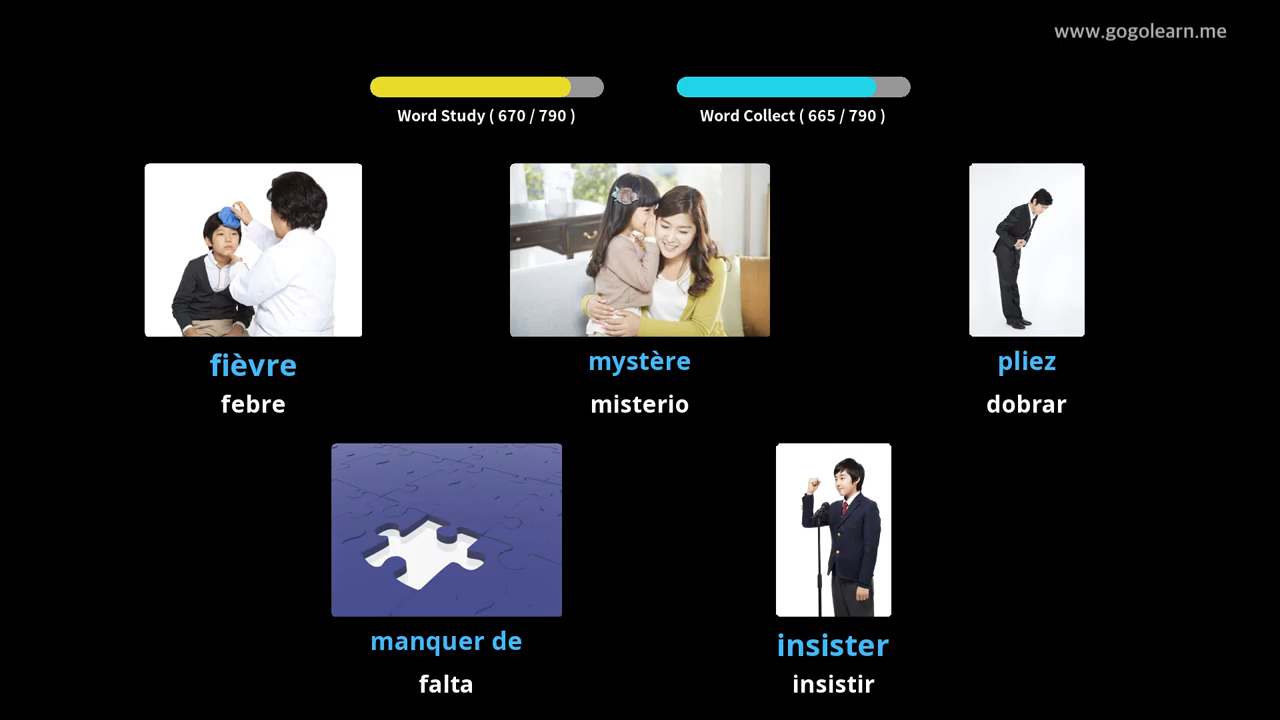 www.gogolearn.me
Word Study ( 670 / 790 )
Word Collect ( 665 / 790 )
fièvre
febre
mystère
misterio
pliez
dobrar
manquer de
falta
insister
insistir